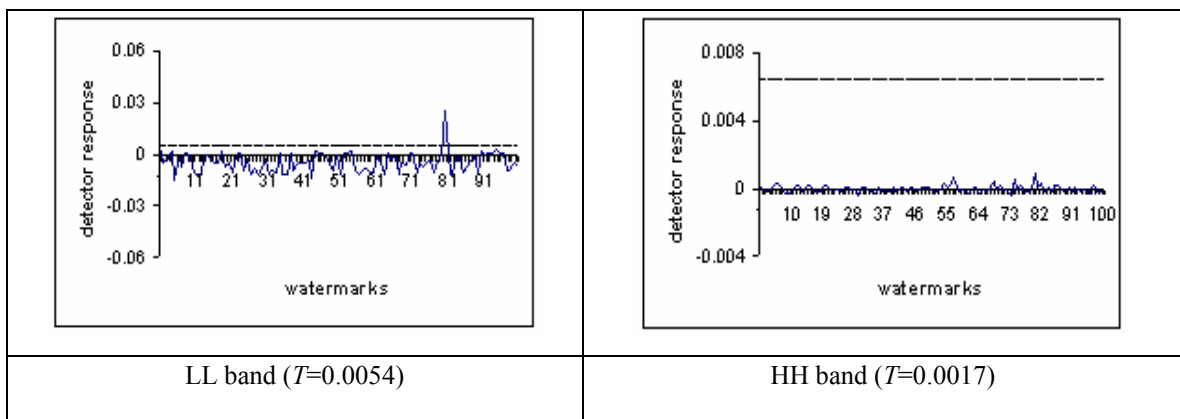 0.06
0.03
0
-0.03
-0.06
detector response
11 21 31 41 51 61 71 81 91
watermarks
0.008
0.004
0
-0.004
detector response
10 19 28 37 46 55 64 73 82 91 100
watermarks
LL band (T=0.0054)
HH band (T=0.0017)